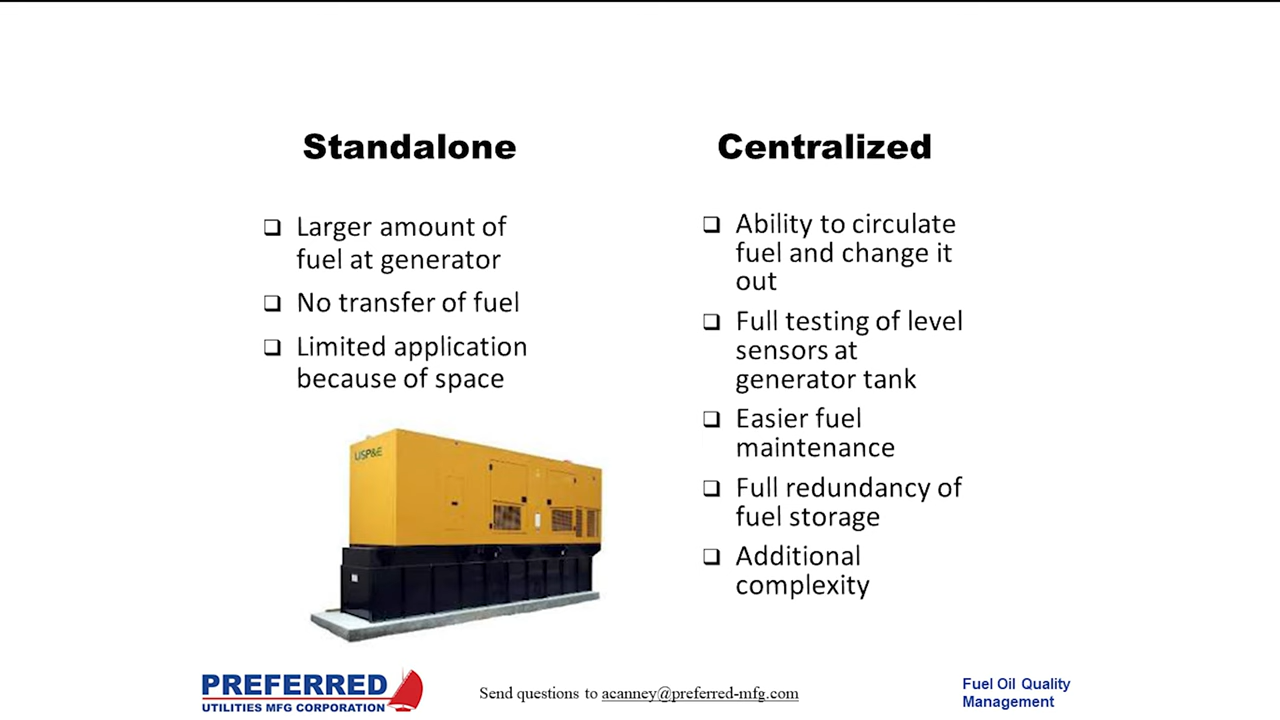 Standalone
Larger amount of
fuel at generator
No transfer of fuel
Limited application
because of space
USP&E
Centralized
Ability to circulate
fuel and change it
out
Full testing of level
sensors at
generator tank
Easier fuel
maintenance
Full redundancy of
fuel storage
Additional
complexity
PREFERRED
UTILITIES MFG CORPORATION
Send questions to acanney@preferred-mfg.com
Fuel Oil Quality
Management